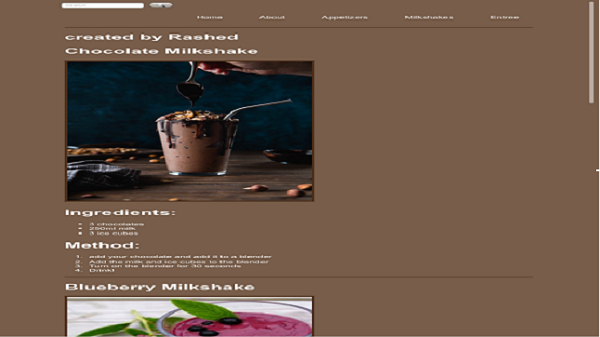 Home About Appetizers Milkshakes Entree
created by Rashed
Chocolate Milkshake
Ingredients:
3 chocolates
250ml milk
3 ice cubes
Method:
1. add your chocolate and add it to a blender
2. Add the milk and ice cubes to the blender
3. Turn on the blender for 30 seconds
4. Drink!
Blueberry Milkshake